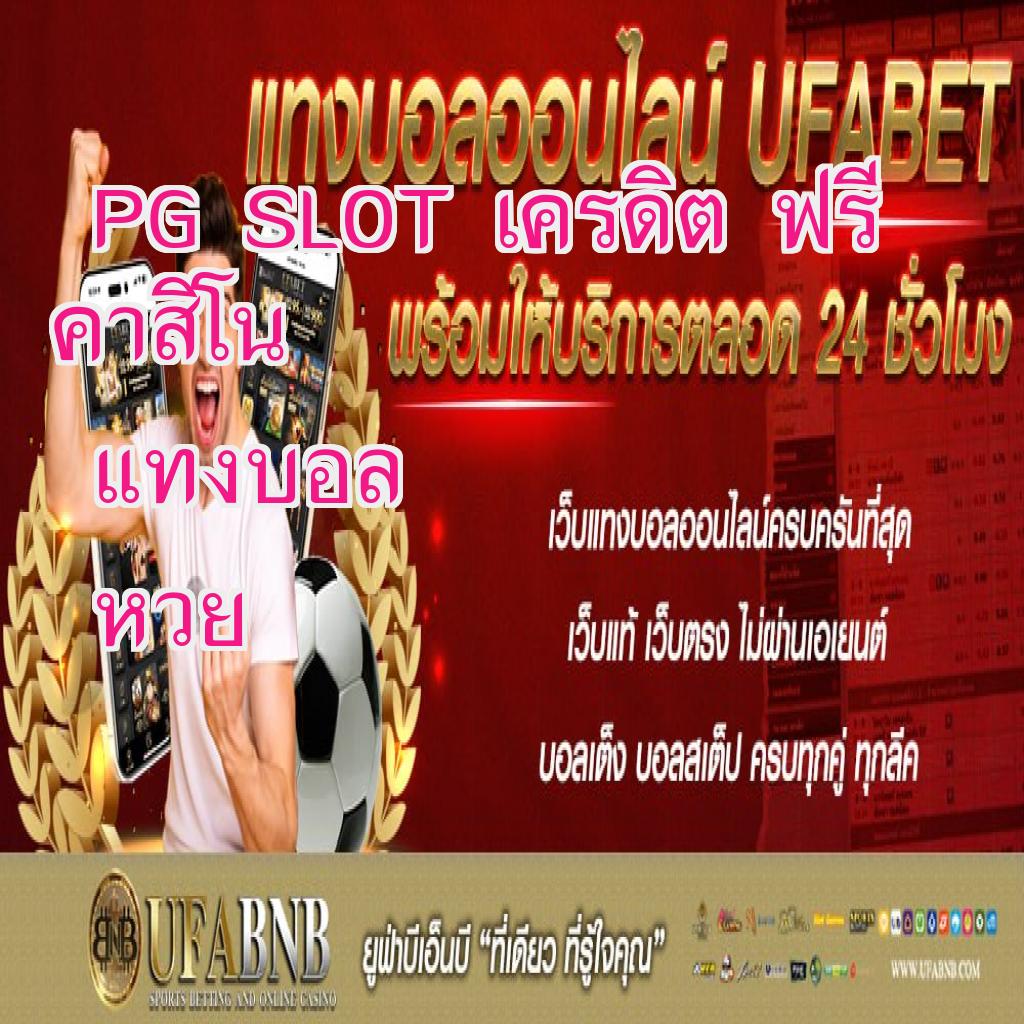 แทงบอลออนไลน์ UFABET
PG SLOT เครดิต ฟรี
คาสิโน
พร้อมให้บริการตลอด 24 ชั่วโมง
แทงบอล
หวย
เว็บแทงบอลออนไลน์ครบครันที่สุด
เว็บแท้ เว็บตรง ไม่ผ่านเอเยนต์
บอลเต็ง บอลสเต็ป ครบทุกคู่ ทุกลีค
BNB
UFABNB
SPORTS BETTING AND ONLINE CASINO
ยูฟ่าบีเอ็นบี “ที่เดียว ที่รู้ใจคุณ”
WWW.UFABNB.COM